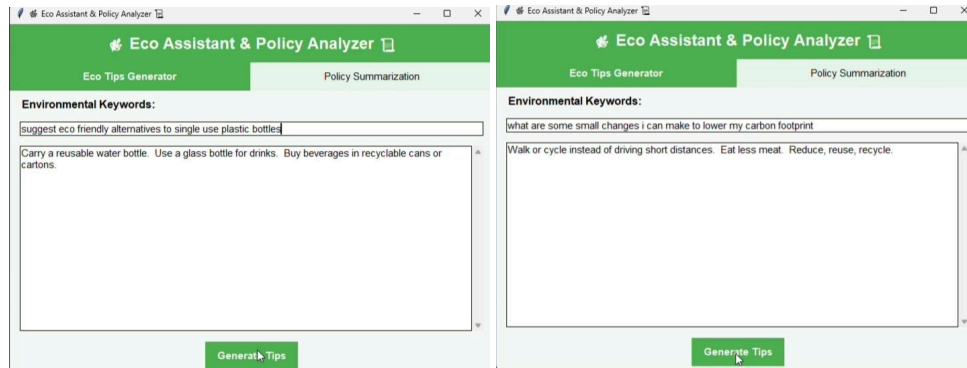 Eco Assistant & Policy Analyzer
Eco Assistant & Policy Analyzer
Eco Tips Generator
Policy Summarization
Environmental Keywords:
suggest eco friendly alternatives to single use plastic bottles
Carry a reusable water bottle. Use a glass bottle for drinks. Buy beverages in recyclable cans or
cartons.
Generate Tips
Eco Assistant & Policy Analyzer
Eco Assistant & Policy Analyzer
Eco Tips Generator
Policy Summarization
Environmental Keywords:
what are some small changes i can make to lower my carbon footprint
Walk or cycle instead of driving short distances. Eat less meat. Reduce, reuse, recycle.
Generate Tips